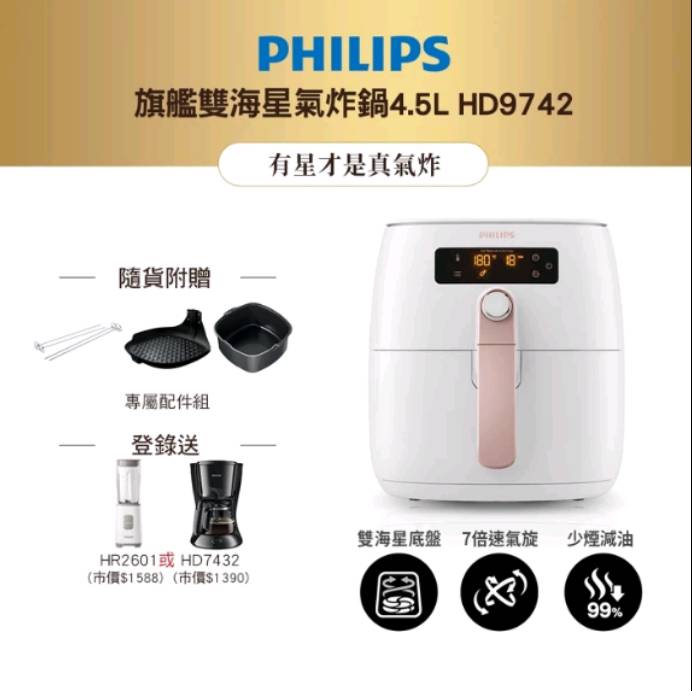 PHILIPS
旗艦雙海星氣炸鍋4.5L HD9742
有星才是真氣炸
PHILIPS
180° 18
隨貨附贈
專屬配件組
登錄送
HR2601或 HD7432
(市價$1588) (市價$1390)
雙海星底盤 7倍速氣旋 少煙減油
99%